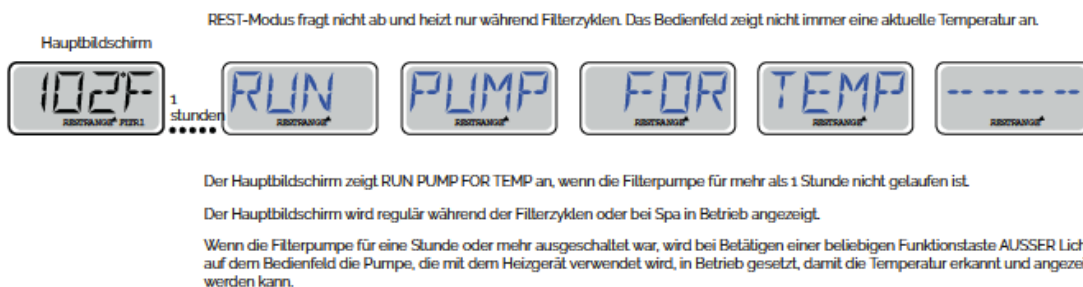 REST-Modus fragt nicht ab und heizt nur während Filterzyklen. Das Bedienfeld zeigt nicht immer eine aktuelle Temperatur an.
Hauptbildschirm
102°F RUN PUMP FOR TEMP -- -- -- --
1
stunden
RESTRANGE FIZR1 RESTRANGE RESTRANGE RESTRANGE RESTRANGE RESTRANGE
Der Hauptbildschirm zeigt RUN PUMP FOR TEMP an, wenn die Filterpumpe für mehr als 1 Stunde nicht gelaufen ist.
Der Hauptbildschirm wird regulär während der Filterzyklen oder bei Spa in Betrieb angezeigt.
Wenn die Filterpumpe für eine Stunde oder mehr ausgeschaltet war, wird bei Betätigen einer beliebigen Funktionstaste AUSSER Lich
auf dem Bedienfeld die Pumpe, die mit dem Heizgerät verwendet wird, in Betrieb gesetzt, damit die Temperatur erkannt und angeze
werden kann.